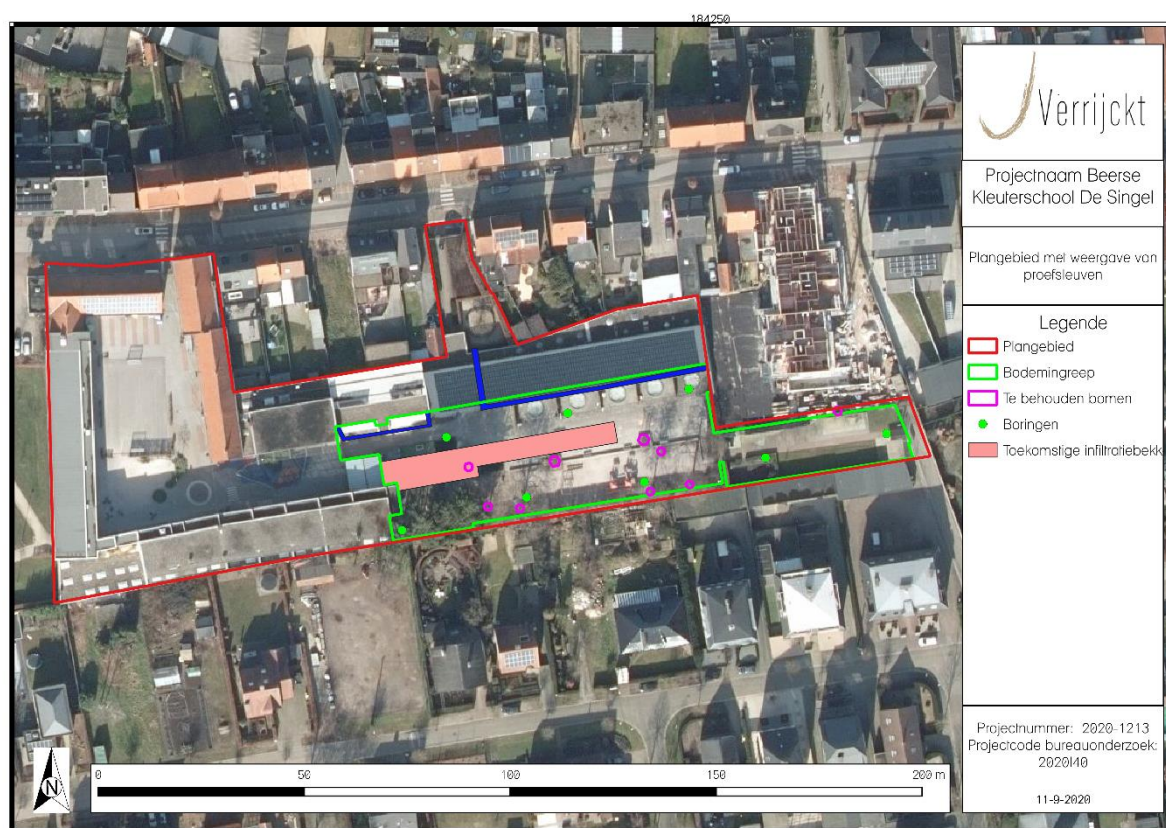 184250
Verrijckt
Projectnaam Beerse
Kleuterschool De Singel
Plangebied met weergave van
proefsleuven
Legende
Plangebied
Bodemingreep
Te behouden bomen
Boringen
Toekomstige infiltratiebekk
Projectnummer: 2020-1213
Projectcode bureauonderzoek:
2020I40
11-9-2020
N
0 50 100 150 200 m